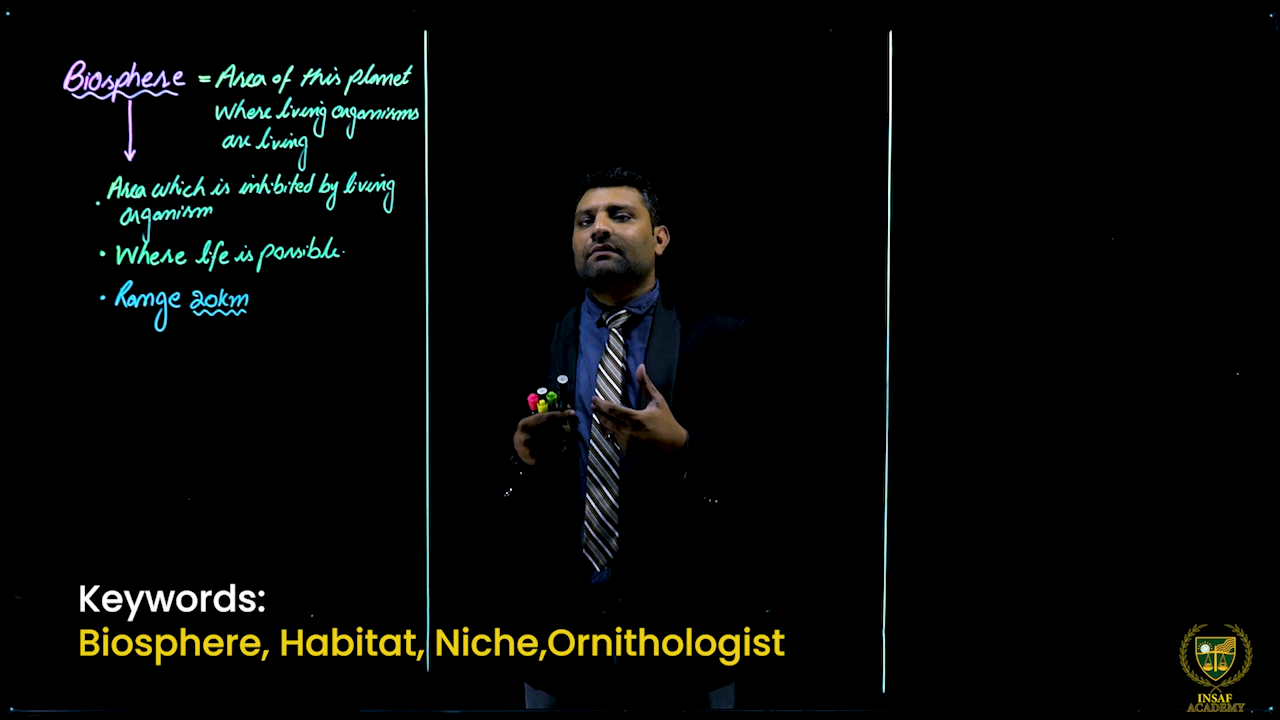 Biosphere = Area of this planet
where living organisms
are living
. Area which is inhibited by living
organism
. Where life is possible.
. Range 20km
Keywords:
Biosphere, Habitat, Niche,Ornithologist
INSAF
ACADEMY